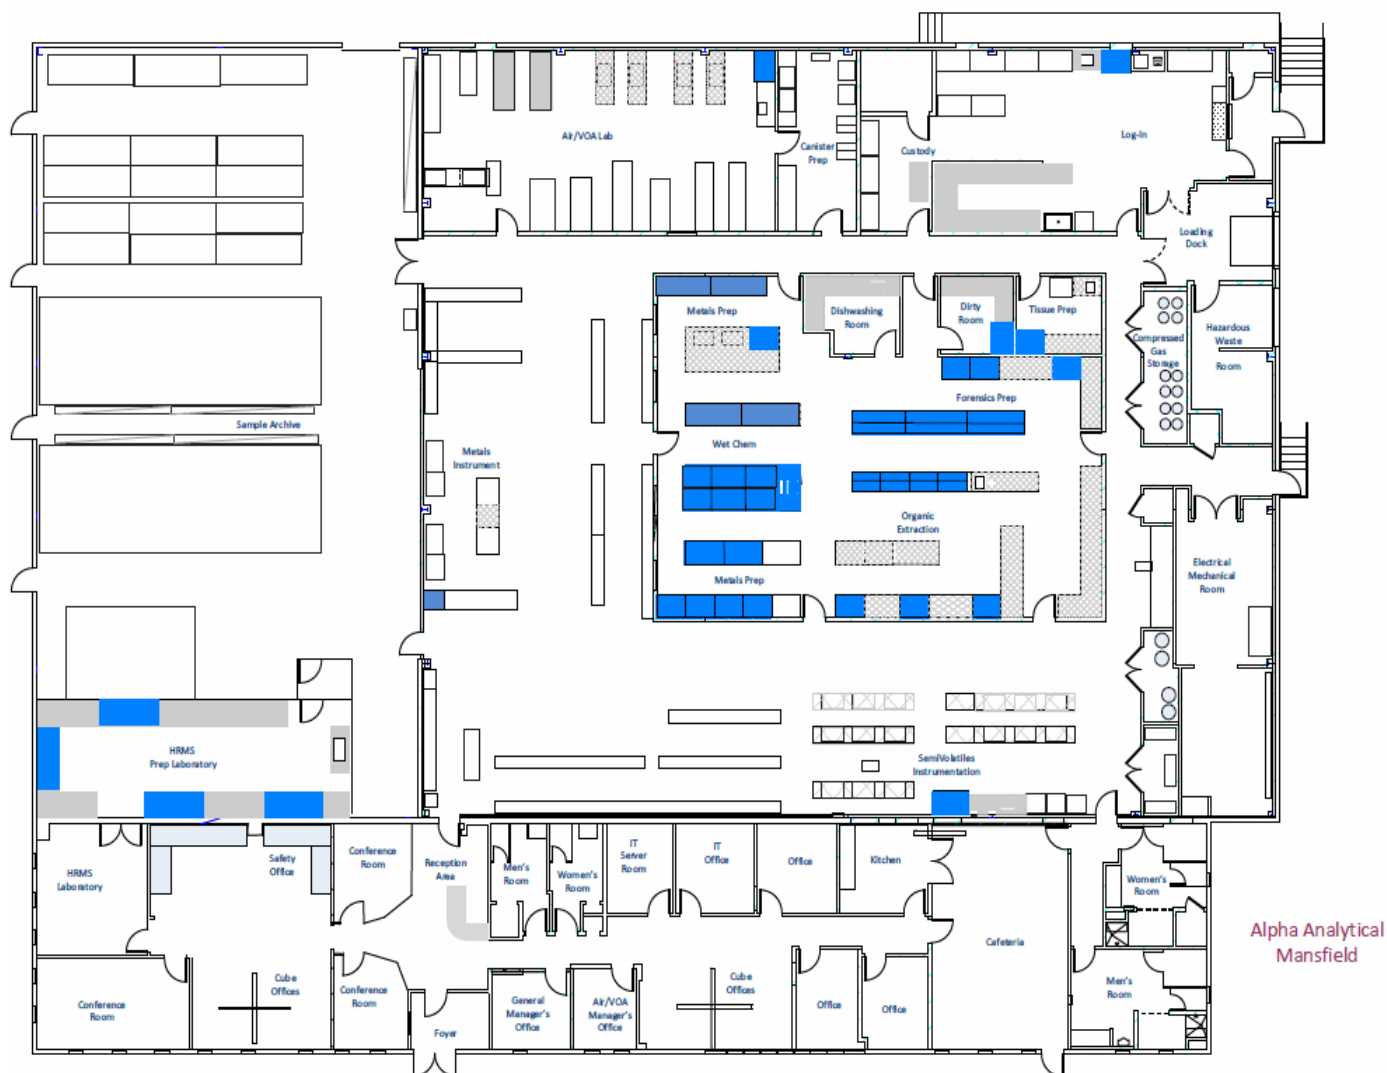 Air/VOA Lab
Canister
Prep
Custody
Log-In
Loading
Dock
Metals Prep
Dishwashing
Room
Dirty
Room
Tissue Prep
Compressed
Gas
Storage
Hazardous
Waste
Room
Forensics Prep
Sample Archive
Wet Chem
Metals
Instrument
Organic
Extraction
Metals Prep
Electrical
Mechanical
Room
HRMS
Prep Laboratory
SemiVolatiles
Instrumentation
HRMS
Laboratory
Safety
Office
Conference
Room
Reception
Area
Men's
Room
Women's
Room
IT
Server
Room
IT
Office
Office
Kitchen
Women's
Room
Cafeteria
Alpha Analytical
Mansfield
Conference
Room
Cube
Offices
Conference
Room
Foyer
General
Manager's
Office
Air/VOA
Manager's
Office
Cube
Offices
Office
Office
Men's
Room